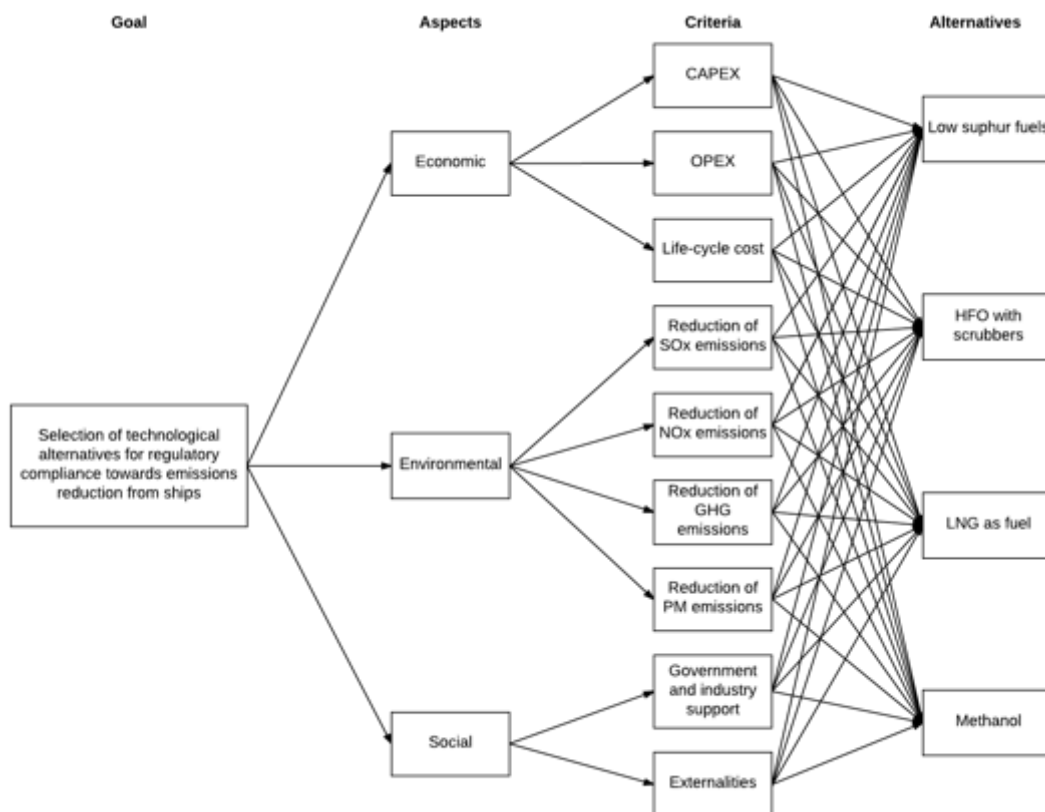 Goal
Aspects
Criteria
Alternatives
CAPEX
Low suphur fuels
Economic
OPEX
Life-cycle cost
Reduction of
SOx emissions
HFO with
scrubbers
Selection of technological
alternatives for regulatory
compliance towards emissions
reduction from ships
Environmental
Reduction of
NOx emissions
Reduction of
GHG
emissions
LNG as fuel
Reduction of
PM emissions
Government
and industry
support
Social
Methanol
Externalities